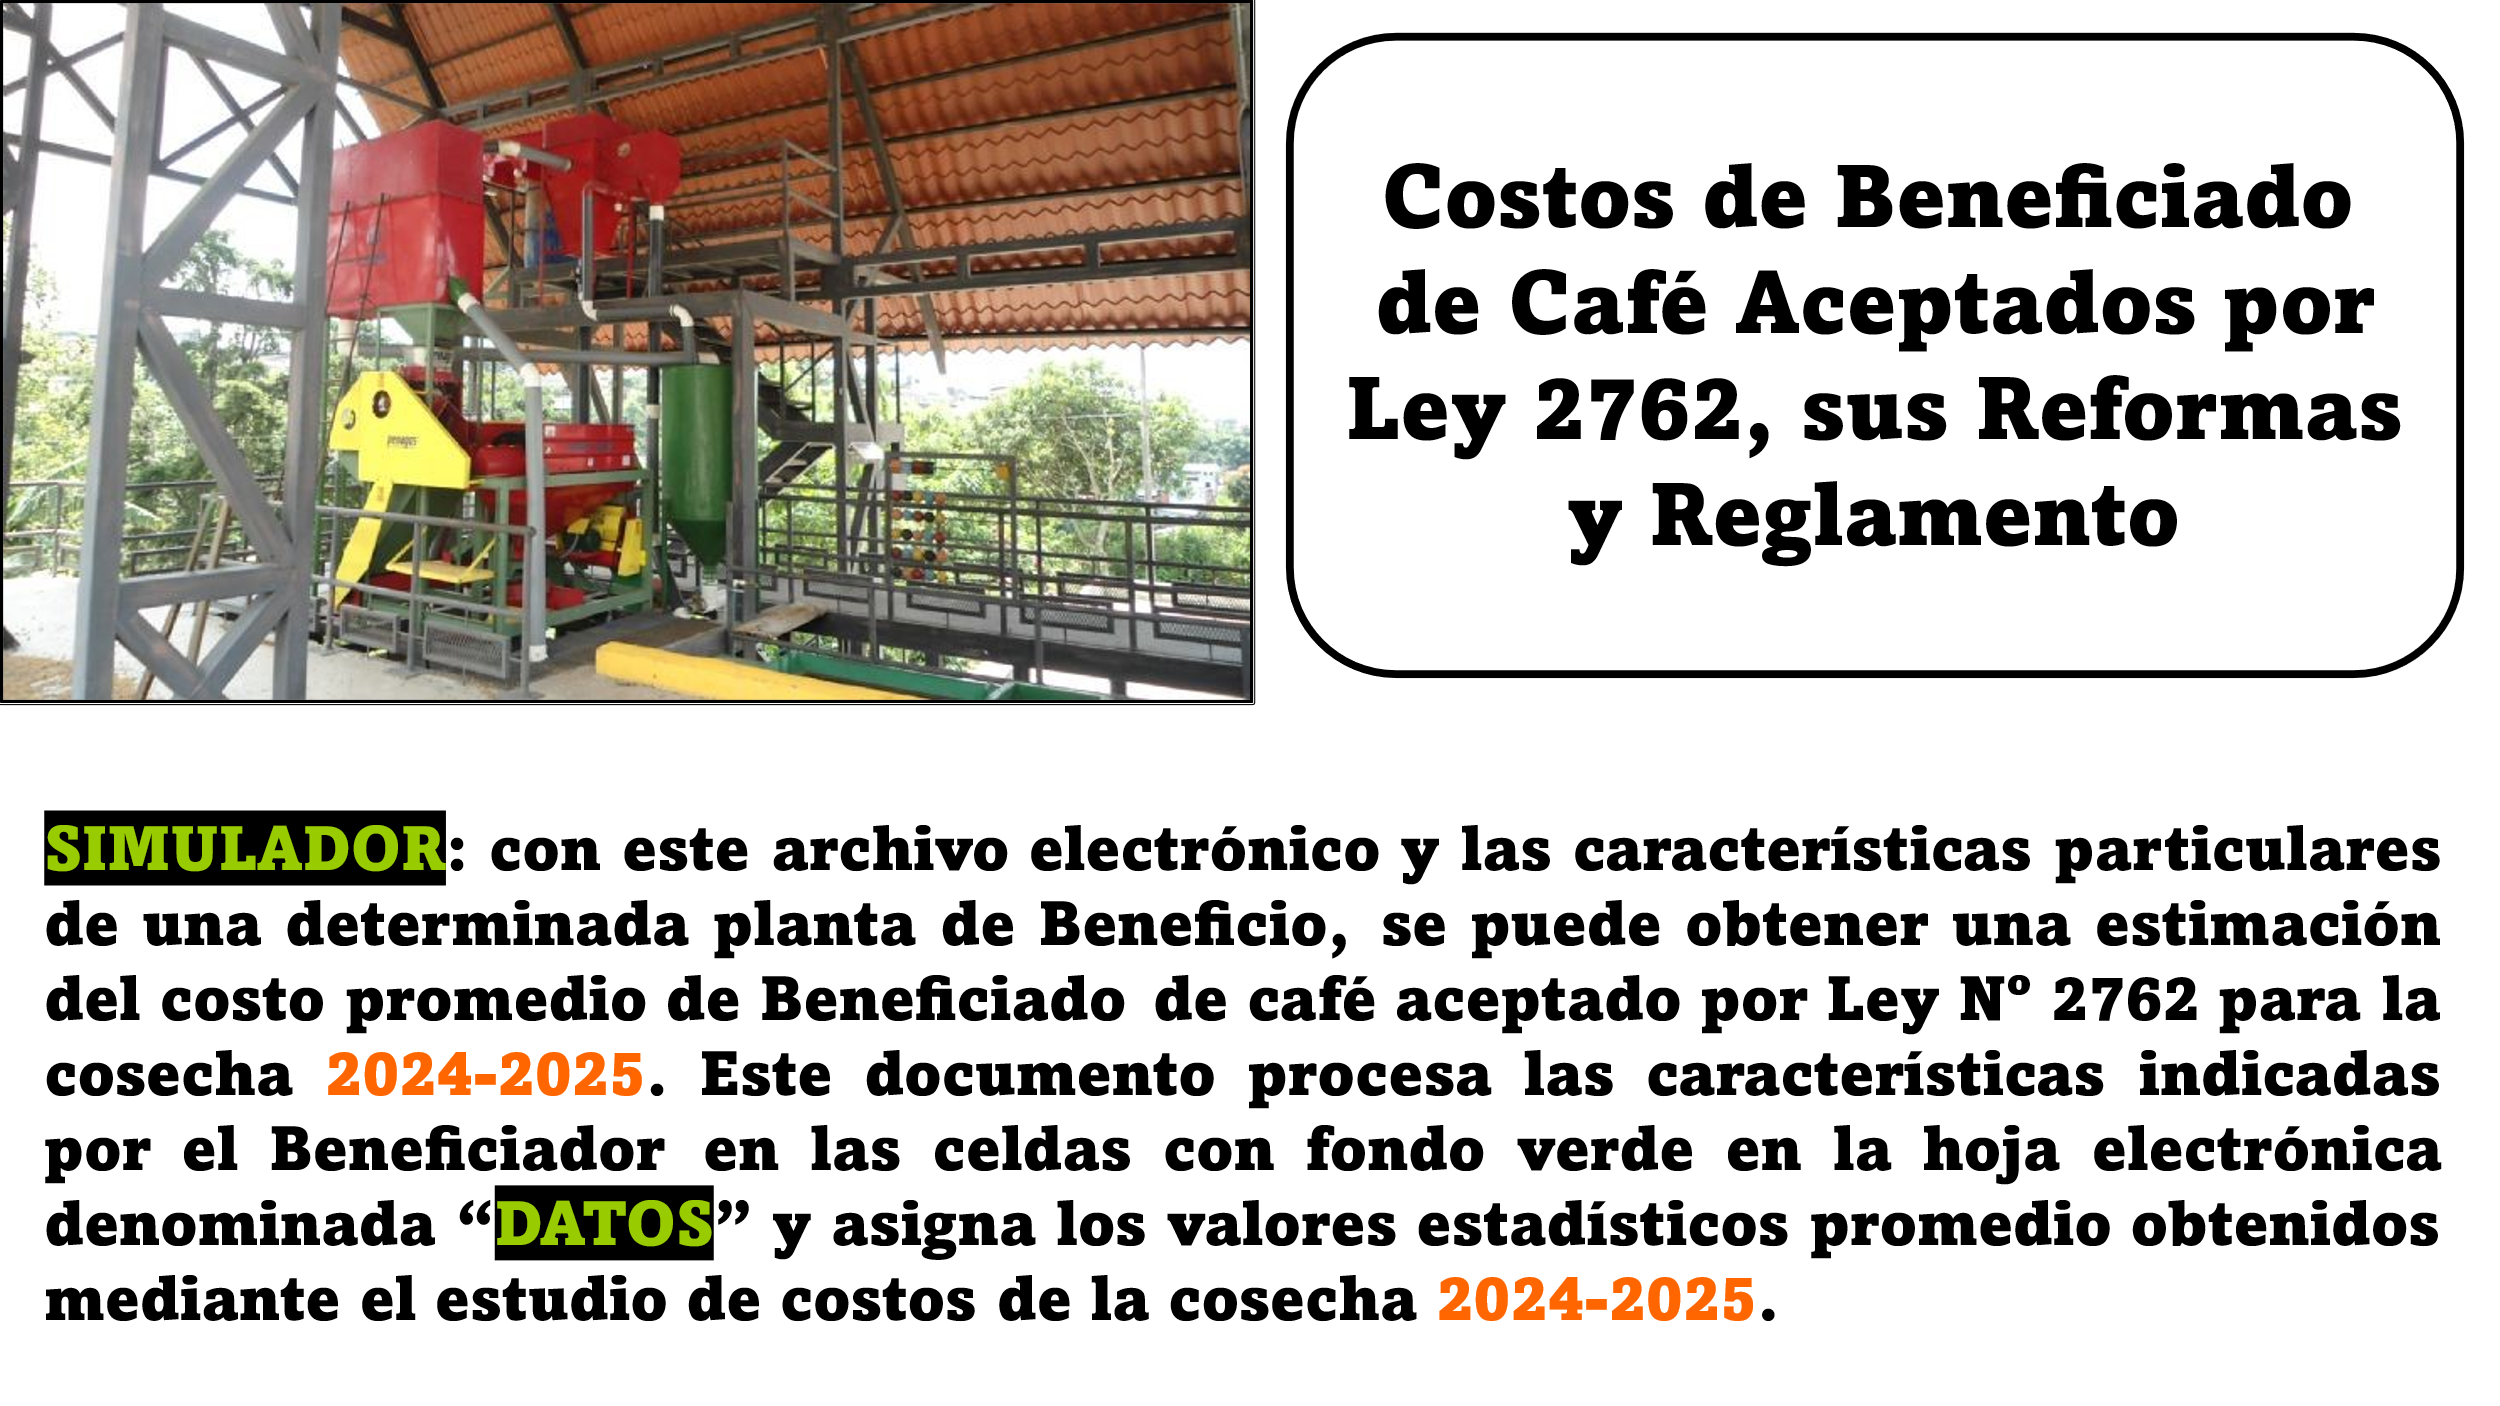 Costos de Beneficiado
de Café Aceptados por
Ley 2762, sus Reformas
y Reglamento
penagos
SIMULADOR: con este archivo electrónico y las características particulares
de una determinada planta de Beneficio, se puede obtener una estimación
del costo promedio de Beneficiado de café aceptado por Ley Nº 2762 para la
cosecha 2024-2025. Este documento procesa las características indicadas
por el Beneficiador en las celdas con fondo verde en la hoja electrónica
denominada “DATOS” y asigna los valores estadísticos promedio obtenidos
mediante el estudio de costos de la cosecha 2024-2025.